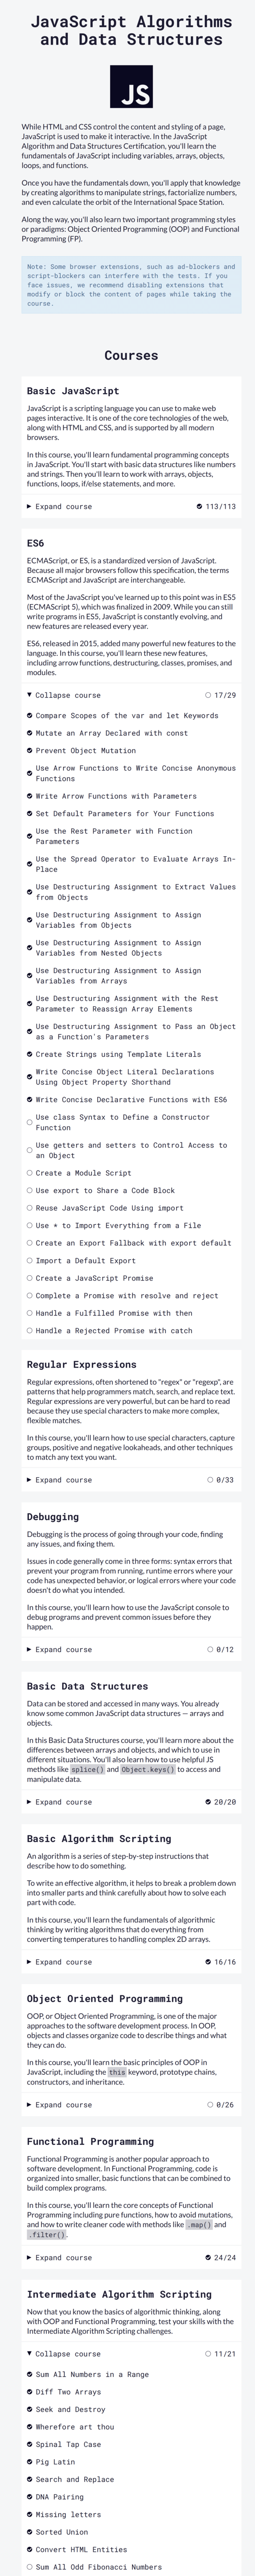 JavaScript Algorithms
and Data Structures
JS
While HTML and CSS control the content and styling of a page,
JavaScript is used to make it interactive. In the JavaScript
Algorithm and Data Structures Certification, you'll learn the
fundamentals of JavaScript including variables, arrays, objects,
loops, and functions.
Once you have the fundamentals down, you'll apply that knowledge
by creating algorithms to manipulate strings, factorialize numbers,
and even calculate the orbit of the International Space Station.
Along the way, you'll also learn two important programming styles
or paradigms: Object Oriented Programming (OOP) and Functional
Programming (FP).
Note: Some browser extensions, such as ad-blockers and
script-blockers can interfere with the tests. If you
face issues, we recommend disabling extensions that
modify or block the content of pages while taking the
course.
Courses
Basic JavaScript
JavaScript is a scripting language you can use to make web
pages interactive. It is one of the core technologies of the web,
along with HTML and CSS, and is supported by all modern
browsers.
In this course, you'll learn fundamental programming concepts
in JavaScript. You'll start with basic data structures like numbers
and strings. Then you'll learn to work with arrays, objects,
functions, loops, if/else statements, and more.
Expand course 113/113
ES6
ECMAScript, or ES, is a standardized version of JavaScript.
Because all major browsers follow this specification, the terms
ECMAScript and JavaScript are interchangeable.
Most of the JavaScript you've learned up to this point was in ES5
(ECMAScript 5), which was finalized in 2009. While you can still
write programs in ES5, JavaScript is constantly evolving, and
new features are released every year.
ES6, released in 2015, added many powerful new features to the
language. In this course, you'll learn these new features,
including arrow functions, destructuring, classes, promises, and
modules.
Collapse course 17/29
Compare Scopes of the var and let Keywords
Mutate an Array Declared with const
Prevent Object Mutation
Use Arrow Functions to Write Concise Anonymous
Functions
Write Arrow Functions with Parameters
Set Default Parameters for Your Functions
Use the Rest Parameter with Function
Parameters
Use the Spread Operator to Evaluate Arrays In-
Place
Use Destructuring Assignment to Extract Values
from Objects
Use Destructuring Assignment to Assign
Variables from Objects
Use Destructuring Assignment to Assign
Variables from Nested Objects
Use Destructuring Assignment to Assign
Variables from Arrays
Use Destructuring Assignment with the Rest
Parameter to Reassign Array Elements
Use Destructuring Assignment to Pass an Object
as a Function's Parameters
Create Strings using Template Literals
Write Concise Object Literal Declarations
Using Object Property Shorthand
Write Concise Declarative Functions with ES6
Use class Syntax to Define a Constructor
Function
Use getters and setters to Control Access to
an Object
Create a Module Script
Use export to Share a Code Block
Reuse JavaScript Code Using import
Use * to Import Everything from a File
Create an Export Fallback with export default
Import a Default Export
Create a JavaScript Promise
Complete a Promise with resolve and reject
Handle a Fulfilled Promise with then
Handle a Rejected Promise with catch
Regular Expressions
Regular expressions, often shortened to "regex" or "regexp", are
patterns that help programmers match, search, and replace text.
Regular expressions are very powerful, but can be hard to read
because they use special characters to make more complex,
flexible matches.
In this course, you'll learn how to use special characters, capture
groups, positive and negative lookaheads, and other techniques
to match any text you want.
Expand course 0/33
Debugging
Debugging is the process of going through your code, finding
any issues, and fixing them.
Issues in code generally come in three forms: syntax errors that
prevent your program from running, runtime errors where your
code has unexpected behavior, or logical errors where your code
doesn't do what you intended.
In this course, you'll learn how to use the JavaScript console to
debug programs and prevent common issues before they
happen.
Expand course 0/12
Basic Data Structures
Data can be stored and accessed in many ways. You already
know some common JavaScript data structures — arrays and
objects.
In this Basic Data Structures course, you'll learn more about the
differences between arrays and objects, and which to use in
different situations. You'll also learn how to use helpful JS
methods like splice() and Object.keys() to access and
manipulate data.
Expand course 20/20
Basic Algorithm Scripting
An algorithm is a series of step-by-step instructions that
describe how to do something.
To write an effective algorithm, it helps to break a problem down
into smaller parts and think carefully about how to solve each
part with code.
In this course, you'll learn the fundamentals of algorithmic
thinking by writing algorithms that do everything from
converting temperatures to handling complex 2D arrays.
Expand course 16/16
Object Oriented Programming
OOP, or Object Oriented Programming, is one of the major
approaches to the software development process. In OOP,
objects and classes organize code to describe things and what
they can do.
In this course, you'll learn the basic principles of OOP in
JavaScript, including the this keyword, prototype chains,
constructors, and inheritance.
Expand course 0/26
Functional Programming
Functional Programming is another popular approach to
software development. In Functional Programming, code is
organized into smaller, basic functions that can be combined to
build complex programs.
In this course, you'll learn the core concepts of Functional
Programming including pure functions, how to avoid mutations,
and how to write cleaner code with methods like .map() and
.filter().
Expand course 24/24
Intermediate Algorithm Scripting
Now that you know the basics of algorithmic thinking, along
with OOP and Functional Programming, test your skills with the
Intermediate Algorithm Scripting challenges.
Collapse course 11/21
Sum All Numbers in a Range
Diff Two Arrays
Seek and Destroy
Wherefore art thou
Spinal Tap Case
Pig Latin
Search and Replace
DNA Pairing
Missing letters
Sorted Union
Convert HTML Entities
Sum All Odd Fibonacci Numbers